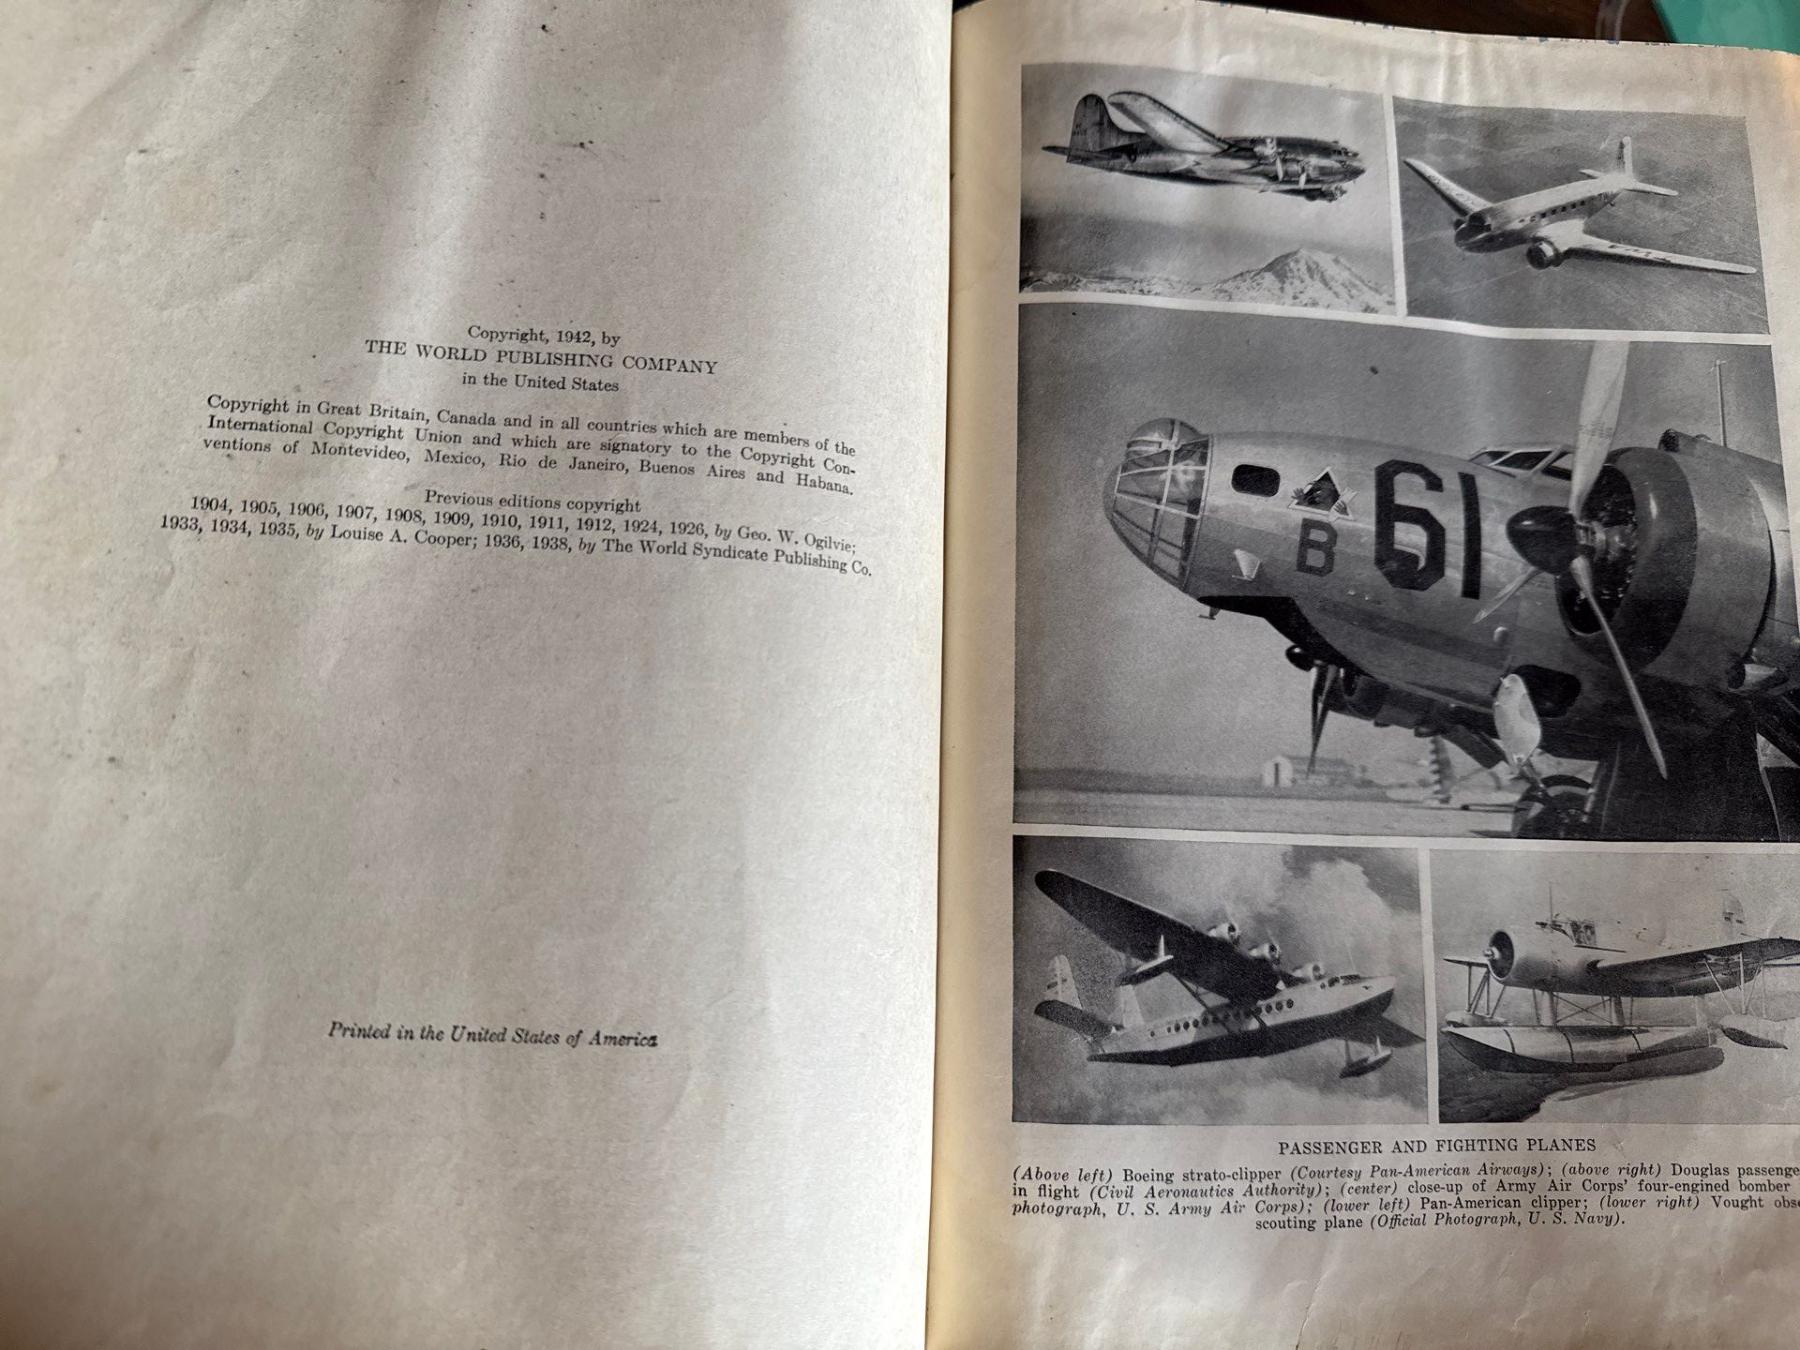 Copyright, 1942, by
THE WORLD PUBLISHING COMPANY
in the United States
Copyright in Great Britain, Canada and in all countries which are members of the
International Copyright Union and which are signatory to the Copyright Con-
ventions of Montevideo, Mexico, Rio de Janeiro, Buenos Aires and Habana.
Previous editions copyright
1904, 1905, 1906, 1907, 1908, 1909, 1910, 1911, 1912, 1924, 1926, by Geo. W. Ogilvie;
1933, 1934, 1935, by Louise A. Cooper; 1936, 1938, by The World Syndicate Publishing Co.
Printed in the United States of America
B 61
PASSENGER AND FIGHTING PLANES
(Above left) Boeing strato-clipper (Courtesy Pan-American Airways); (above right) Douglas passenge
in flight (Civil Aeronautics Authority); (center) close-up of Army Air Corps' four-engined bomber
photograph, U. S. Army Air Corps); (lower left) Pan-American clipper; (lower right) Vought obs
scouting plane (Official Photograph, U. S. Navy).